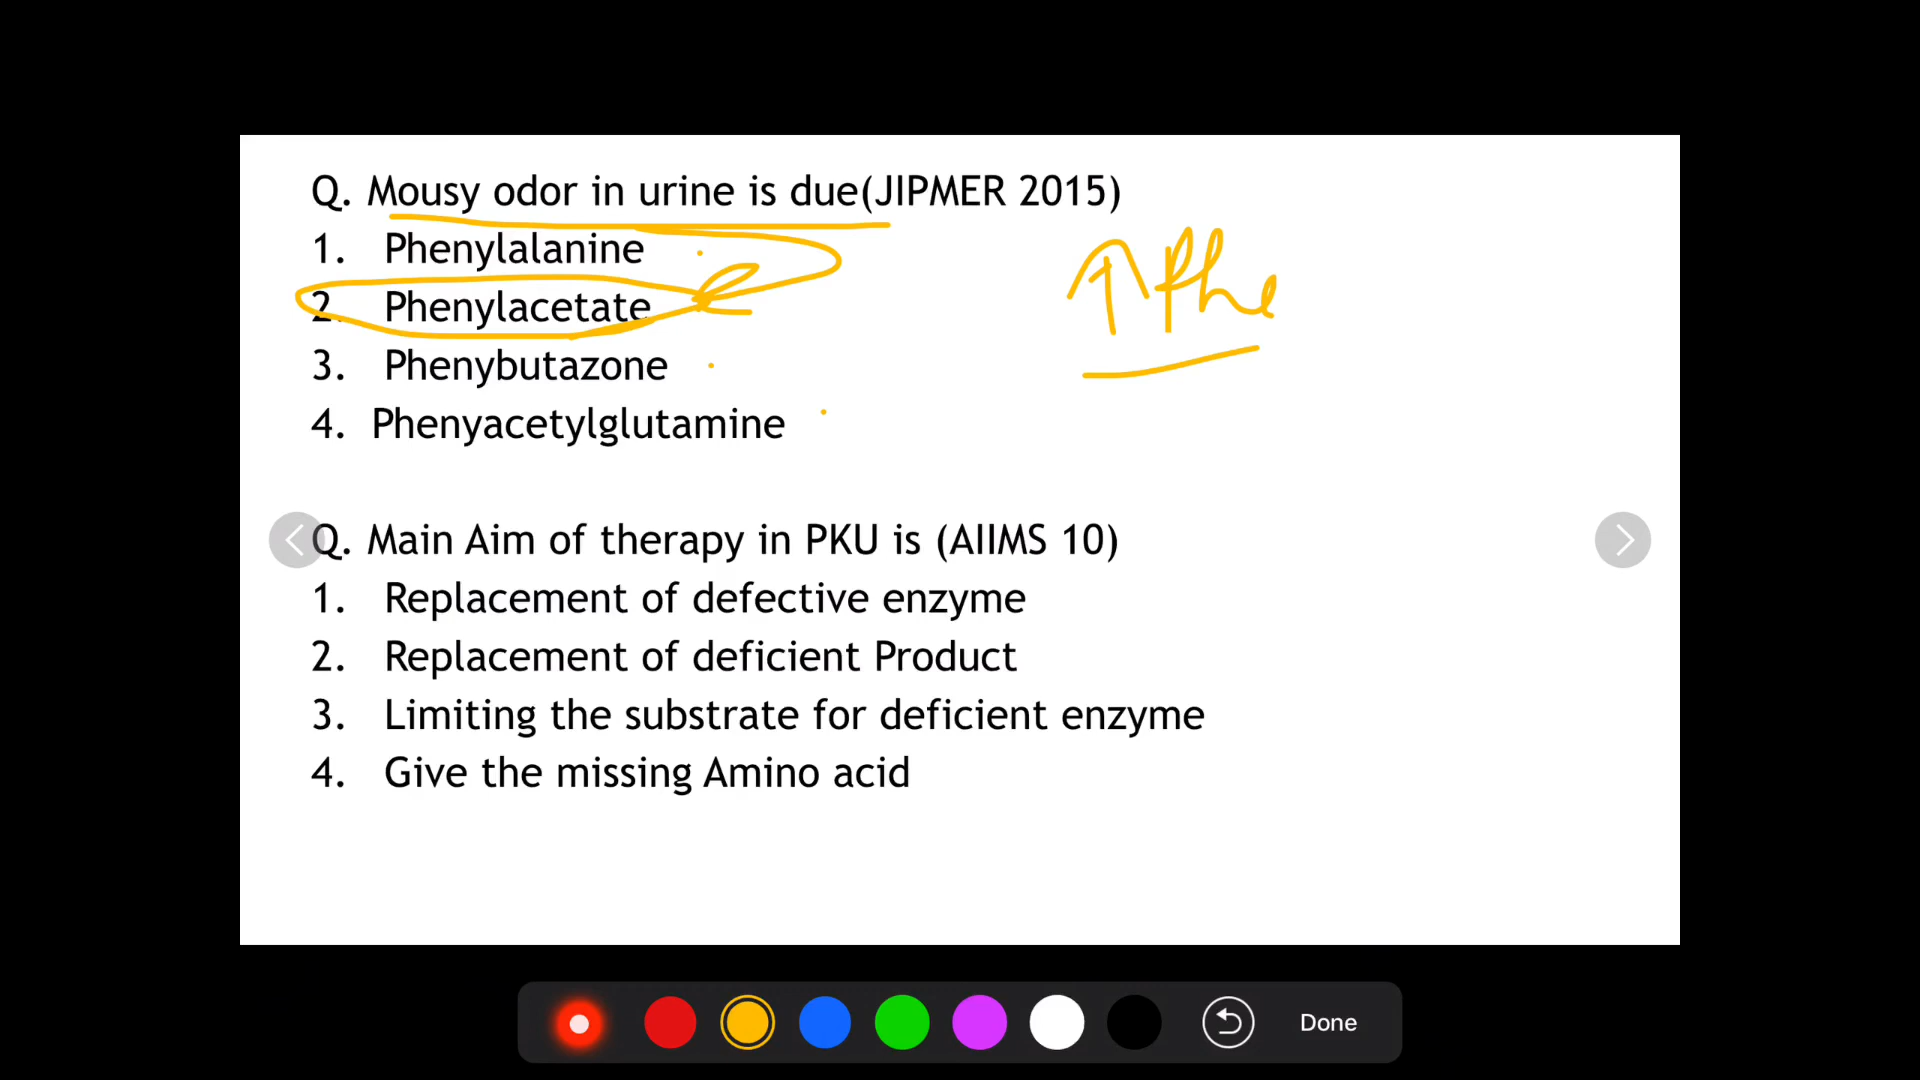 Q. Mousy odor in urine is due(JIPMER 2015)
1. Phenylalanine
2. Phenylacetate
3. Phenybutazone
4. Phenyacetylglutamine
↑Phe
Q. Main Aim of therapy in PKU is (AIIMS 10)
1. Replacement of defective enzyme
2. Replacement of deficient Product
3. Limiting the substrate for deficient enzyme
4. Give the missing Amino acid
Done